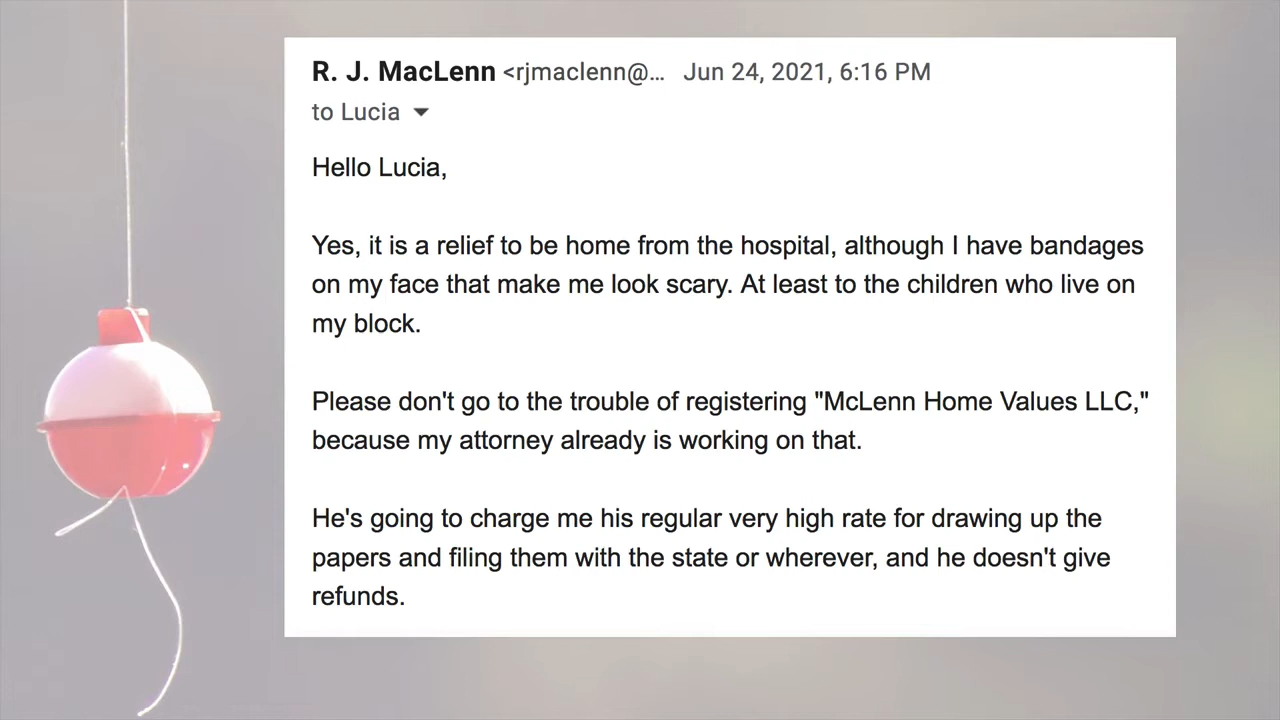 R. J. MacLenn <rjmaclenn@... Jun 24, 2021, 6:16 PM
to Lucia
Hello Lucia,
Yes, it is a relief to be home from the hospital, although I have bandages
on my face that make me look scary. At least to the children who live on
my block.
Please don't go to the trouble of registering "McLenn Home Values LLC,"
because my attorney already is working on that.
He's going to charge me his regular very high rate for drawing up the
papers and filing them with the state or wherever, and he doesn't give
refunds.